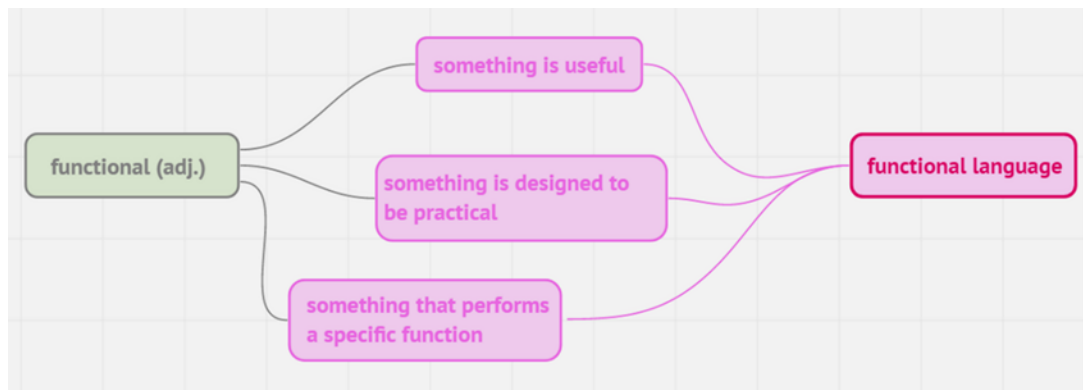 something is useful
functional (adj.)
something is designed to
be practical
functional language
something that performs
a specific function